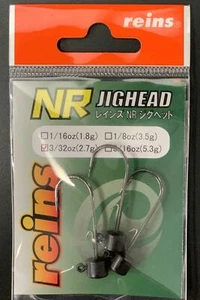 reins
NR JIGHEAD
レインズ NR ジグヘッド
□1/16oz(1.8g) □1/8oz(3.5g)
☒3/32oz(2.7g) □3/16oz(5.3g)
reins